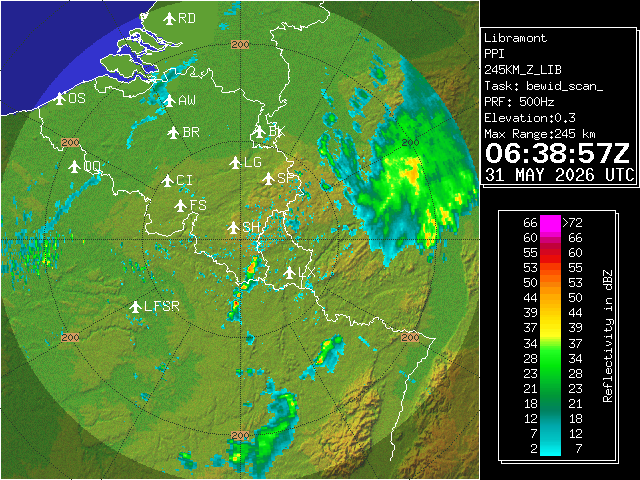 RD
200
OS
AW
BR
BK
200
200
OO
LG
CI
SP
FS
SH
LX
LFSR
200
200
200
Libramont
PPI
245KM_Z_LIB
Task: bewid_scan_
PRF: 500Hz
Elevation:0.3
Max Range:245 km
06:38:57Z
31 MAY 2026 UTC
66 >72
60 66
55 60
53 55
50 53
44 50
39 44
37 39
34 37
28 34
23 28
21 23
18 21
12 18
7 12
2 7
Reflectivity in dBZ